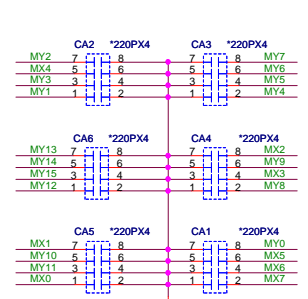 CA2 *220PX4 CA3 *220PX4
MY2 7 8 7 8 MY7
MX4 5 6 5 6 MY6
MY3 3 4 3 4 MY5
MY1 1 2 1 2 MY4
CA6 *220PX4 CA4 *220PX4
MY13 7 8 7 8 MX2
MY14 5 6 5 6 MY9
MY15 3 4 3 4 MX3
MY12 1 2 1 2 MY8
CA5 *220PX4 CA1 *220PX4
MX1 7 8 7 8 MY0
MY10 5 6 5 6 MX5
MY11 3 4 3 4 MX6
MX0 1 2 1 2 MX7